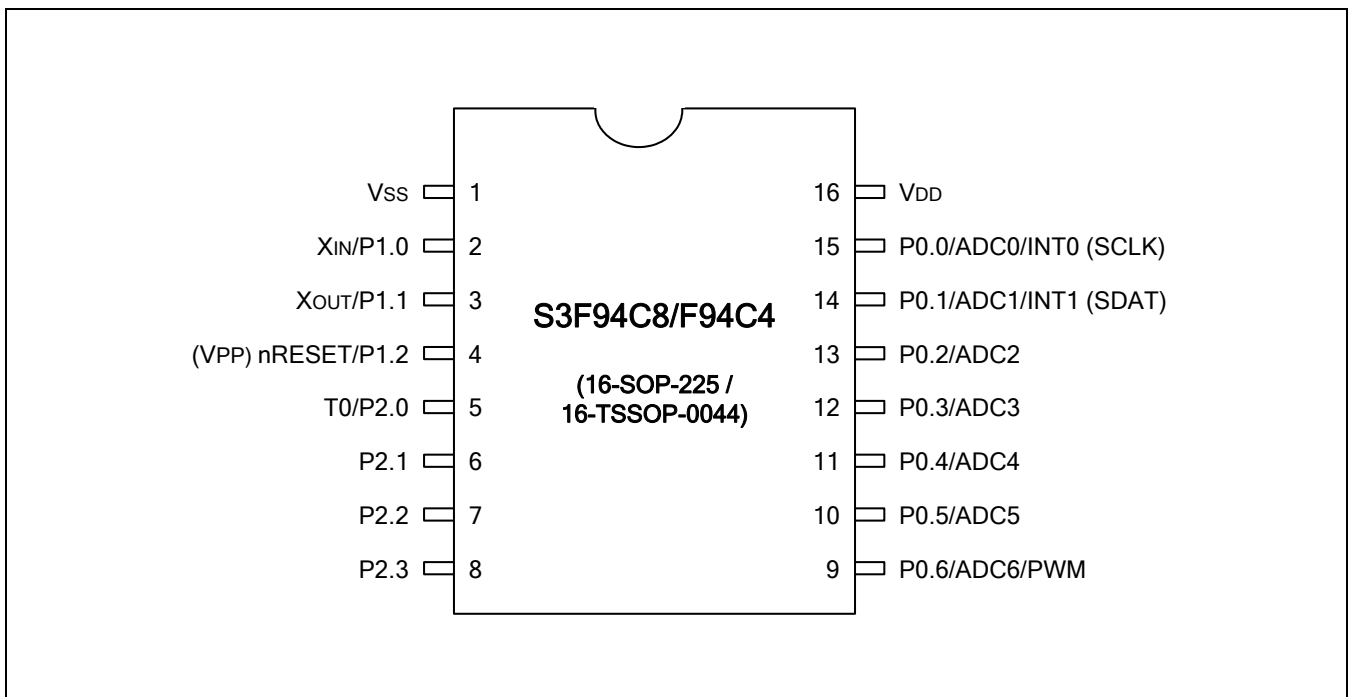 VSS 1 16 VDD
XIN/P1.0 2 15 P0.0/ADC0/INT0 (SCLK)
XOUT/P1.1 3 14 P0.1/ADC1/INT1 (SDAT)
S3F94C8/F94C4
(VPP) nRESET/P1.2 4 13 P0.2/ADC2
(16-SOP-225 /
T0/P2.0 5 12 P0.3/ADC3
16-TSSOP-0044)
P2.1 6 11 P0.4/ADC4
P2.2 7 10 P0.5/ADC5
P2.3 8 9 P0.6/ADC6/PWM